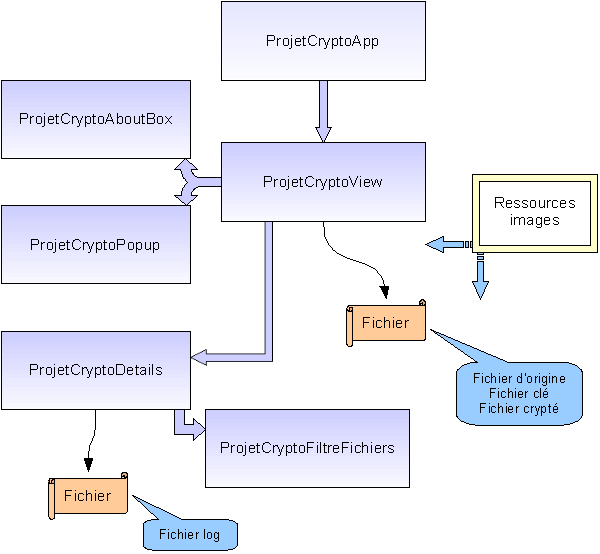 ProjetCryptoApp
ProjetCryptoAboutBox
ProjetCryptoView
Ressources
images
ProjetCryptoPopup
Fichier
ProjetCryptoDetails
Fichier d'origine
Fichier clé
Fichier crypté
ProjetCryptoFiltreFichiers
Fichier
Fichier log